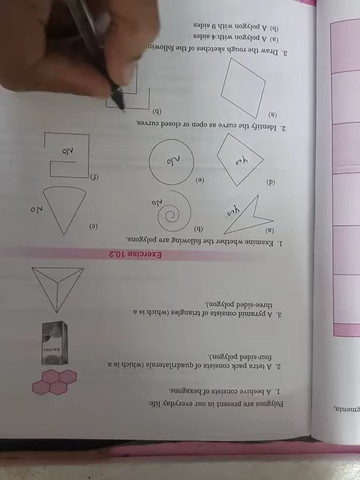 Polygons are present in our everyday life.
1. A beehive consists of hexagons.
2. A tetra pack consists of quadrilaterals (which is a
four-sided polygon).
3. A pyramid consists of triangles (which is a
three-sided polygon).
Exercise 10.2
1. Examine whether the following are polygons.
(a) yes (b) No (c) No
(d) yes (e) No (f) No
2. Identify the curve as open or closed curves.
(a) (b)
3. Draw the rough sketches of the following
(a) A polygon with 4 sides
(b) A polygon with 9 sides